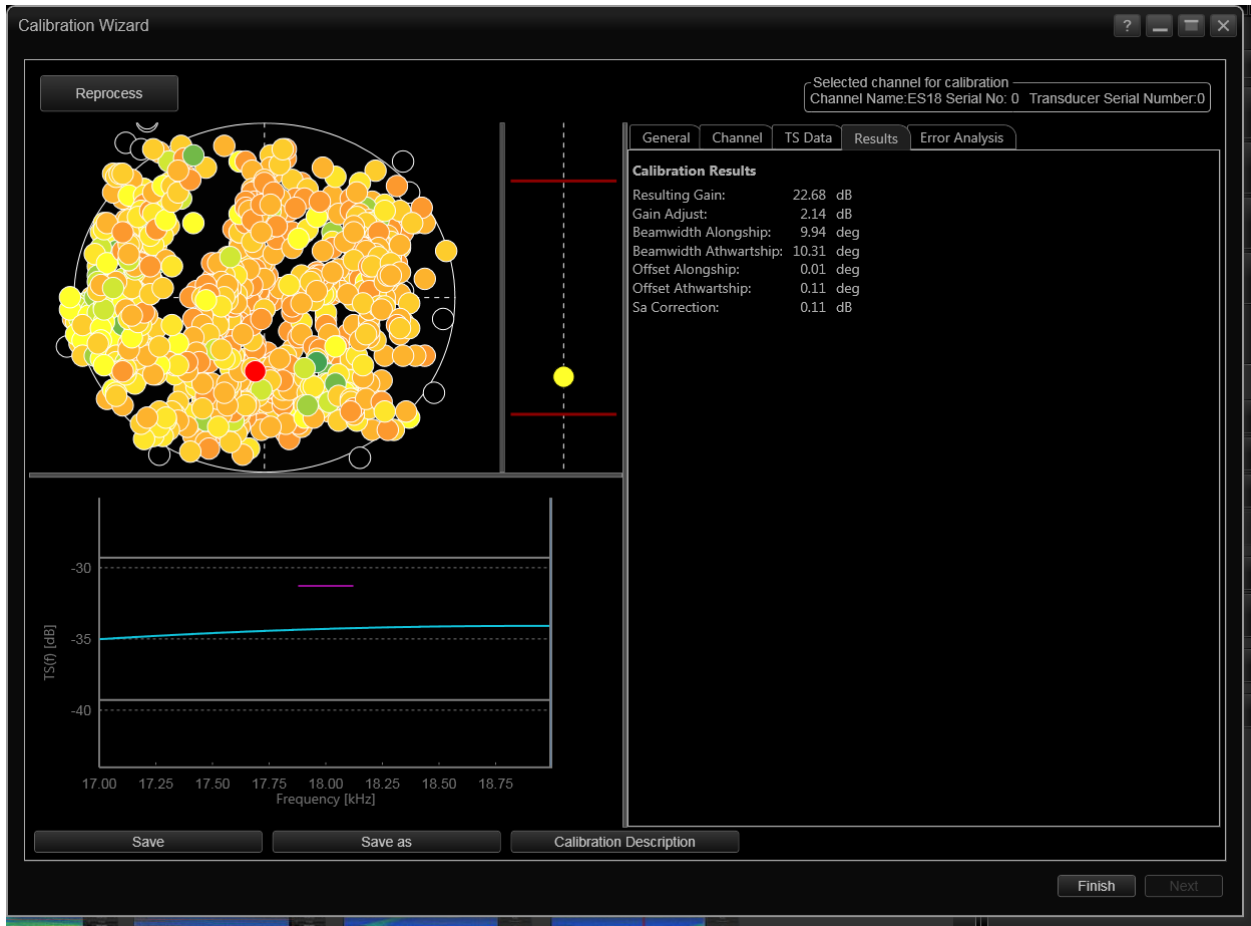 Calibration Wizard
?
Reprocess
Selected channel for calibration
Channel Name:ES18 Serial No: 0 Transducer Serial Number:0
General Channel TS Data Results Error Analysis
Calibration Results
Resulting Gain: 22.68 dB
Gain Adjust: 2.14 dB
Beamwidth Alongship: 9.94 deg
Beamwidth Athwartship: 10.31 deg
Offset Alongship: 0.01 deg
Offset Athwartship: 0.11 deg
Sa Correction: 0.11 dB
TS(f) [dB]
-30
-35
-40
17.00 17.25 17.50 17.75 18.00 18.25 18.50 18.75
Frequency [kHz]
Save Save as Calibration Description
Finish Next